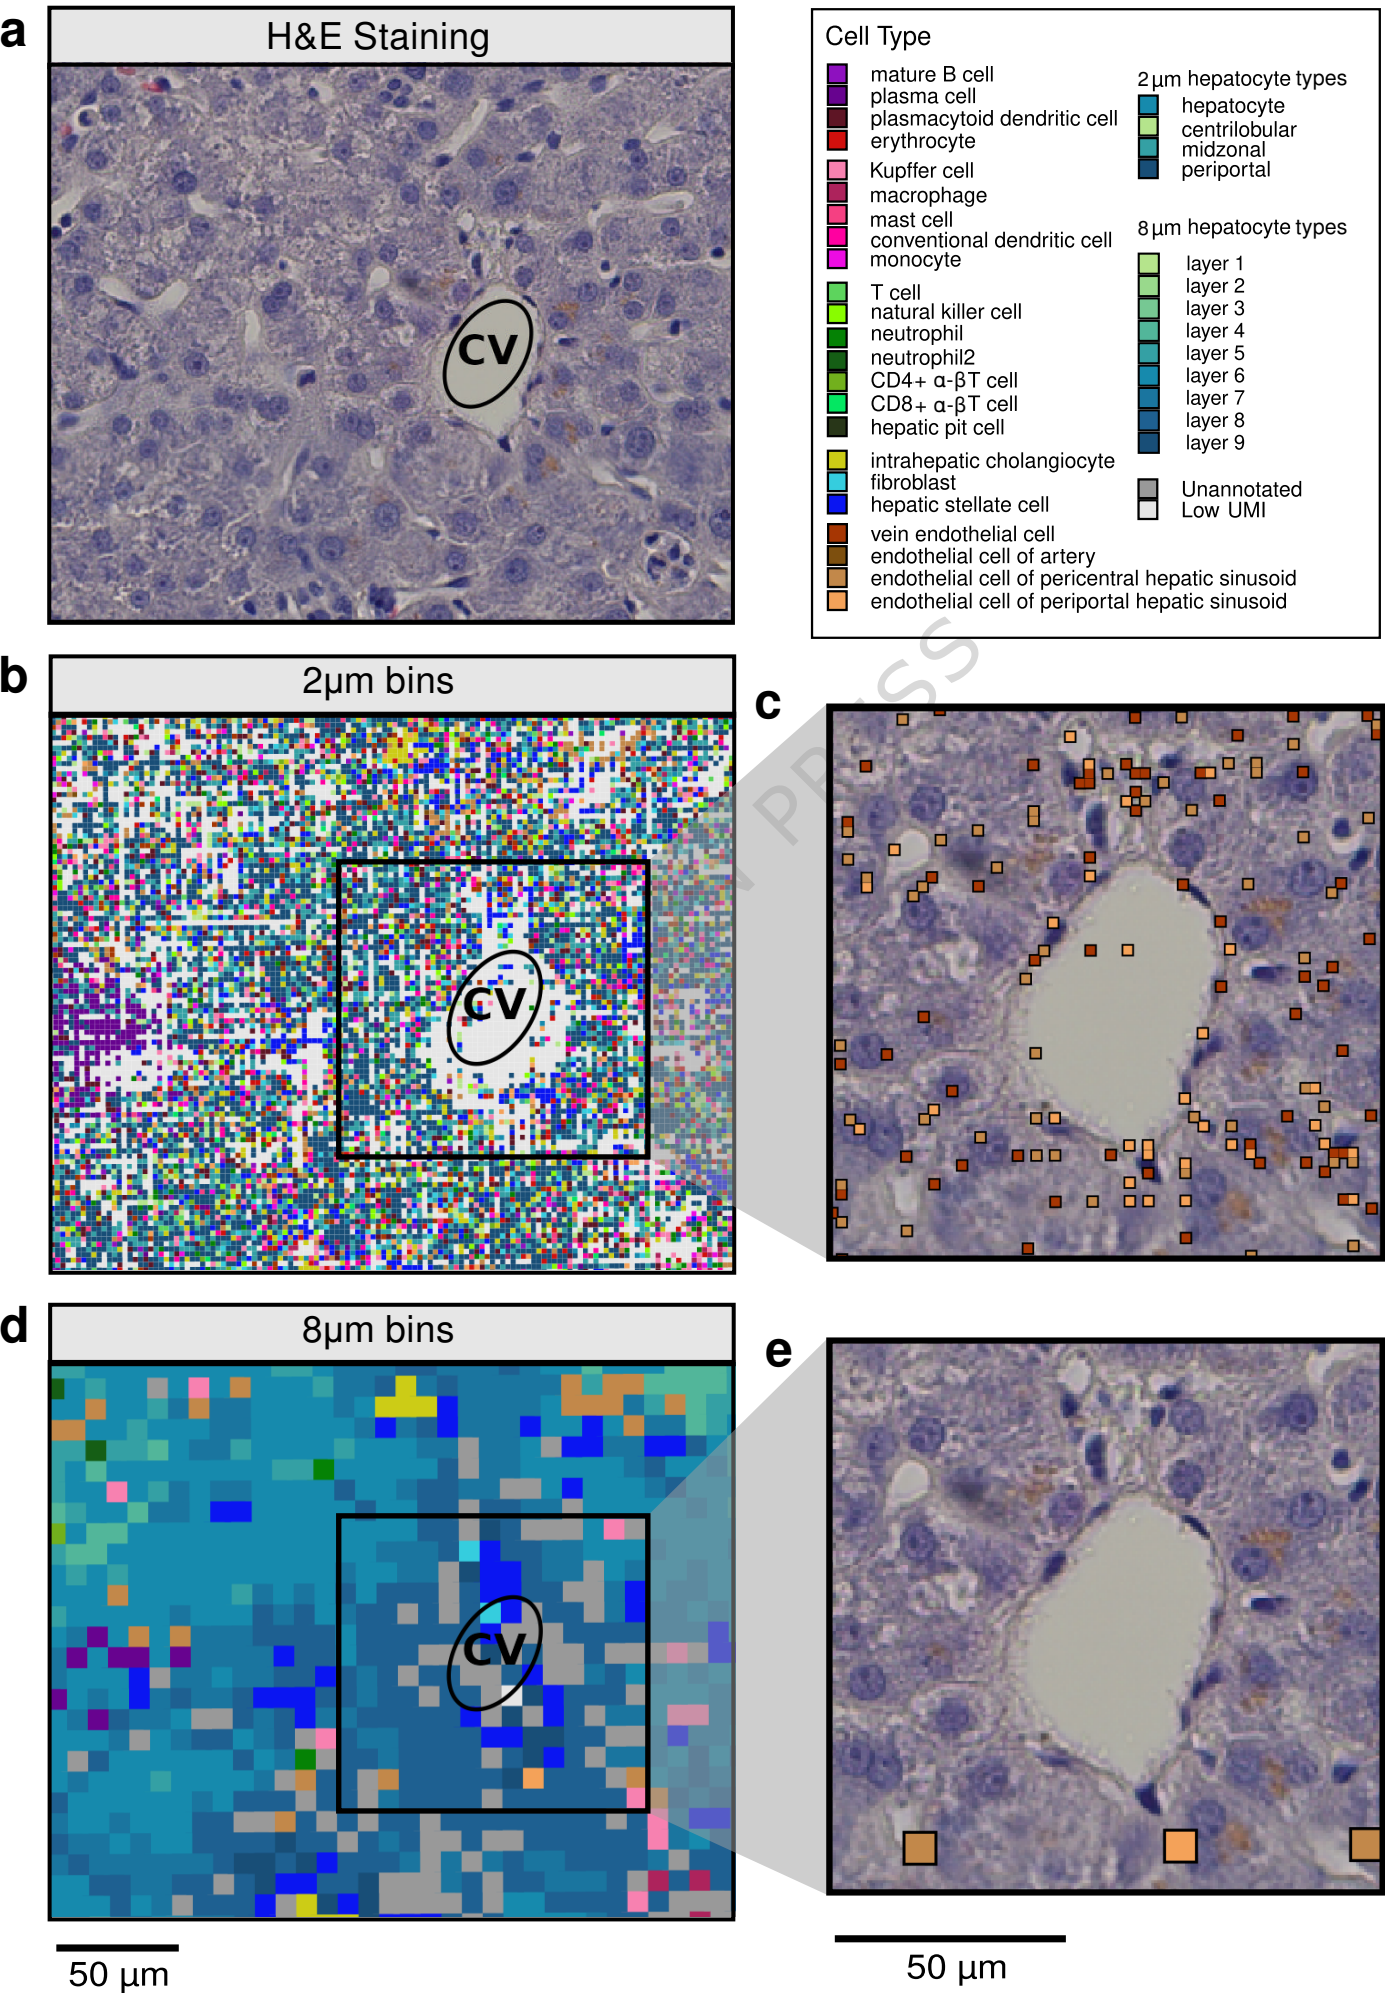 a
H&E Staining
CV
Cell Type
mature B cell
plasma cell
plasmacytoid dendritic cell
erythrocyte
Kupffer cell
macrophage
mast cell
conventional dendritic cell
monocyte
T cell
natural killer cell
neutrophil
neutrophil2
CD4+ α-βT cell
CD8+ α-βT cell
hepatic pit cell
intrahepatic cholangiocyte
fibroblast
hepatic stellate cell
vein endothelial cell
endothelial cell of artery
endothelial cell of pericentral hepatic sinusoid
endothelial cell of periportal hepatic sinusoid
2µm hepatocyte types
hepatocyte
centrilobular
midzonal
periportal
8µm hepatocyte types
layer 1
layer 2
layer 3
layer 4
layer 5
layer 6
layer 7
layer 8
layer 9
Unannotated
Low UMI
b
2µm bins
CV
c
d
8µm bins
CV
e
50 µm
50 µm